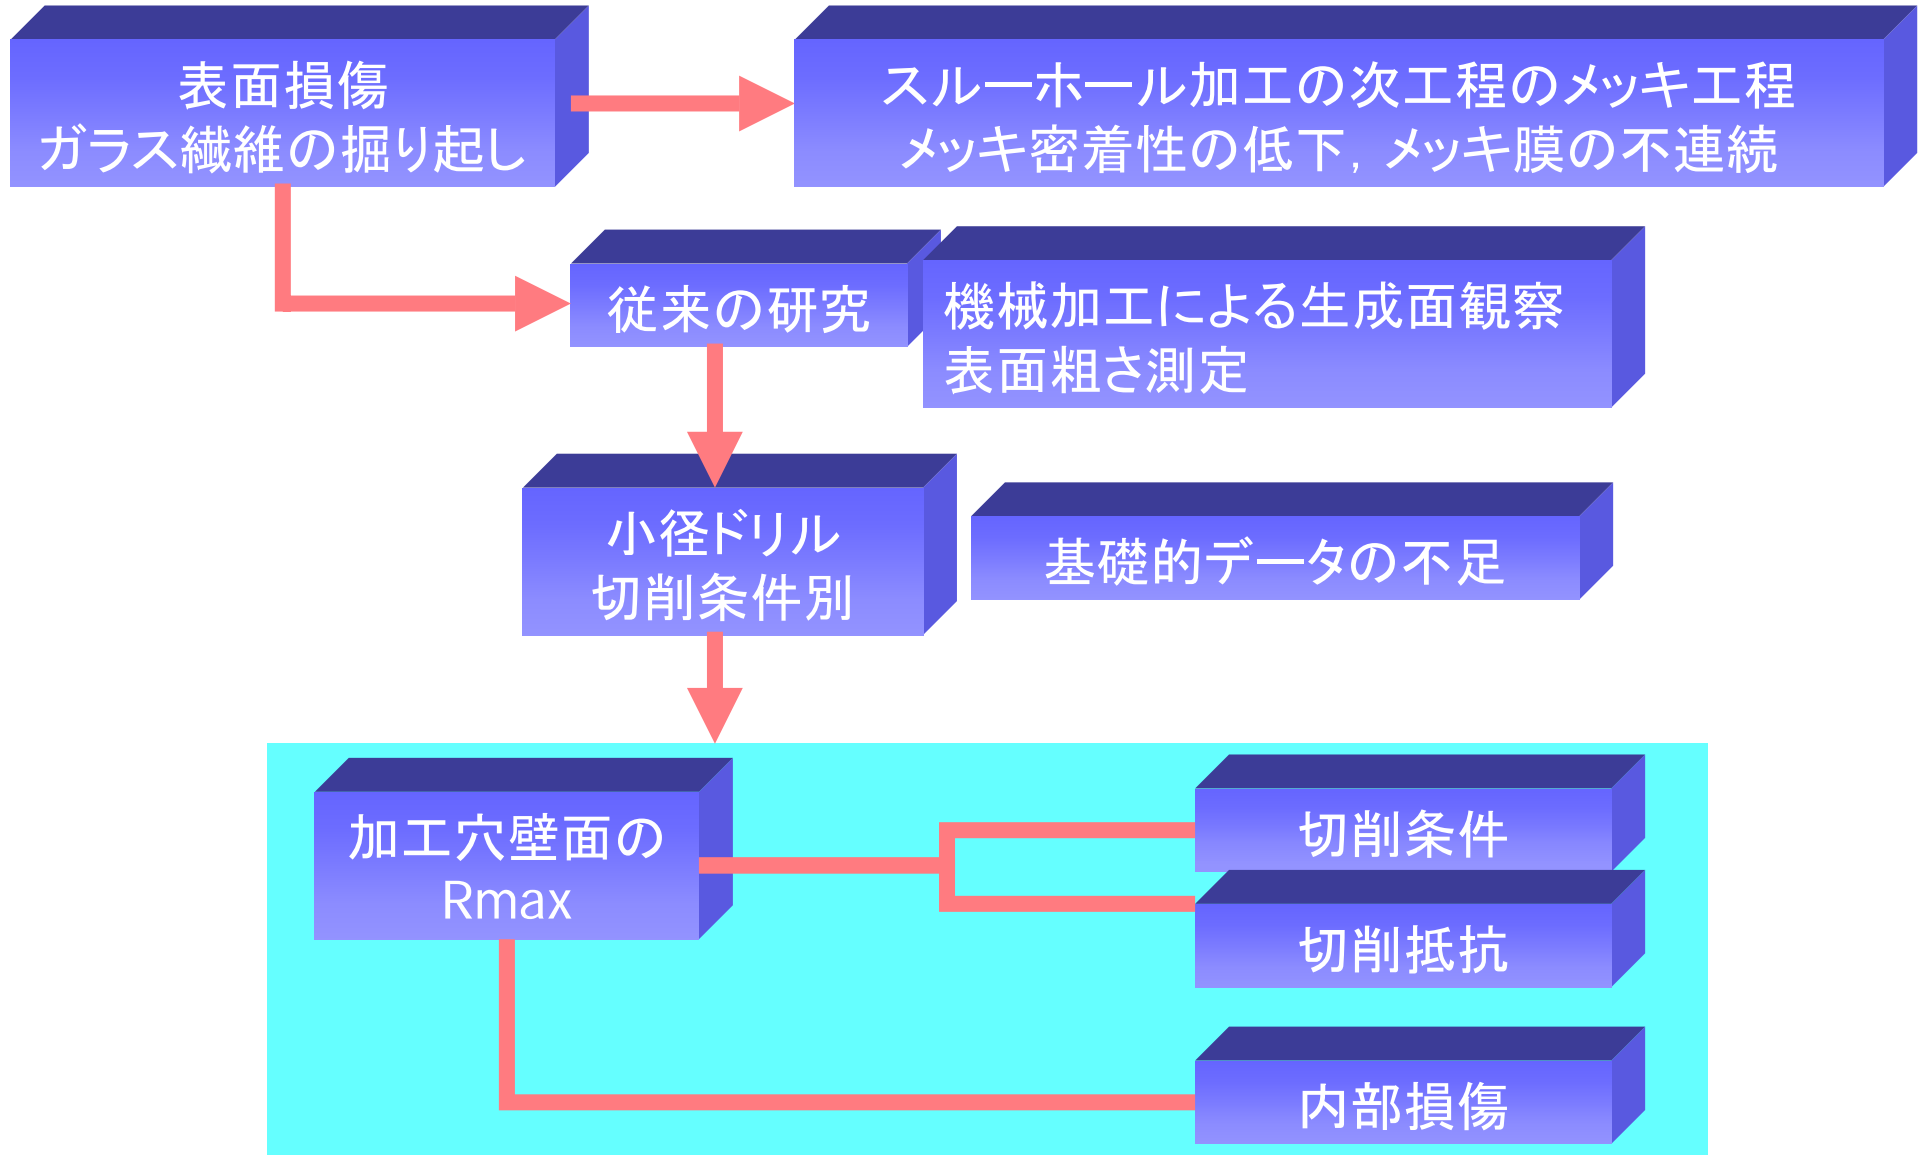 表面損傷
ガラス繊維の掘り起し
スルーホール加工の次工程のメッキ工程
メッキ密着性の低下，メッキ膜の不連続
従来の研究
機械加工による生成面観察
表面粗さ測定
小径ドリル
切削条件別
基礎的データの不足
加工穴壁面の
Rmax
切削条件
切削抵抗
内部損傷